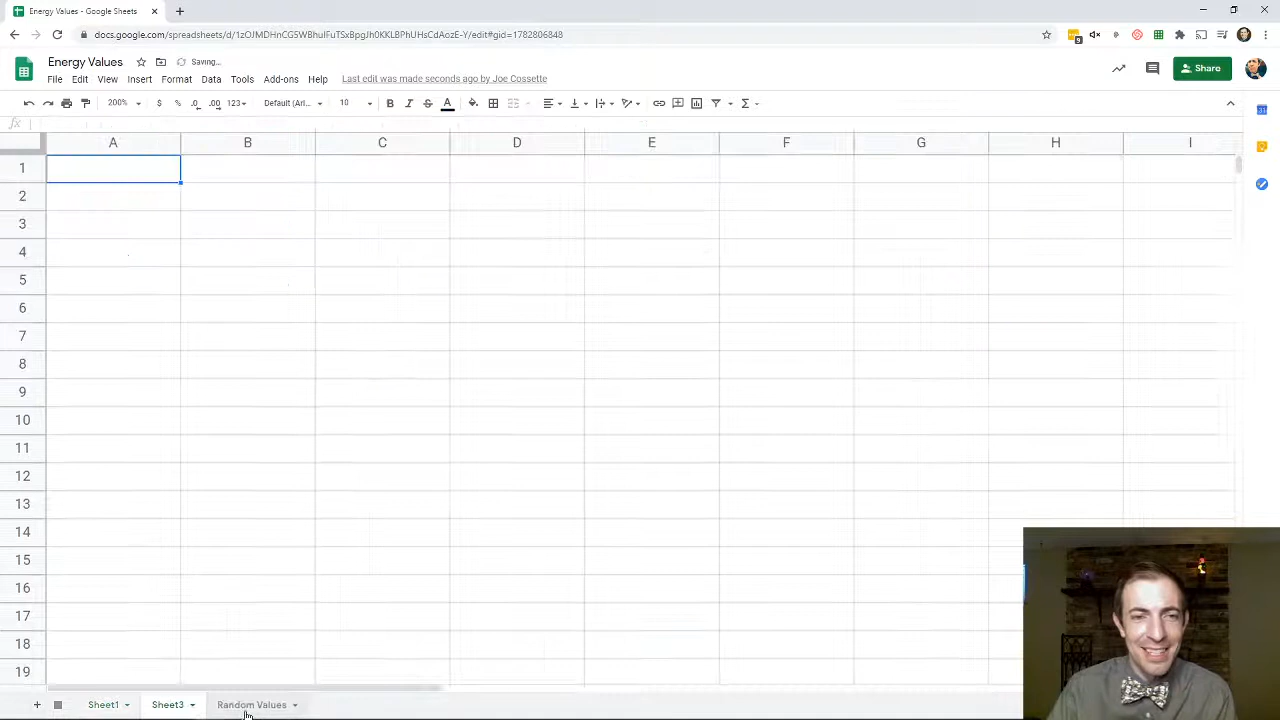 Energy Values - Google Sheets
docs.google.com/spreadsheets/d/1zOJMDHnCG5WBhuIFuTSxBpgJh0KKLBPhUHsCdAozE-Y/edit#gid=1782806848
Energy Values Saving...
File Edit View Insert Format Data Tools Add-ons Help Last edit was made seconds ago by Joe Bossette
Share
200% $ % .0 .00 123 Default (Ari... 10 B I S A
fx
A B C D E F G H I
1
2
3
4
5
6
7
8
9
10
11
12
13
14
15
16
17
18
19
Sheet1 Sheet3 Random Values